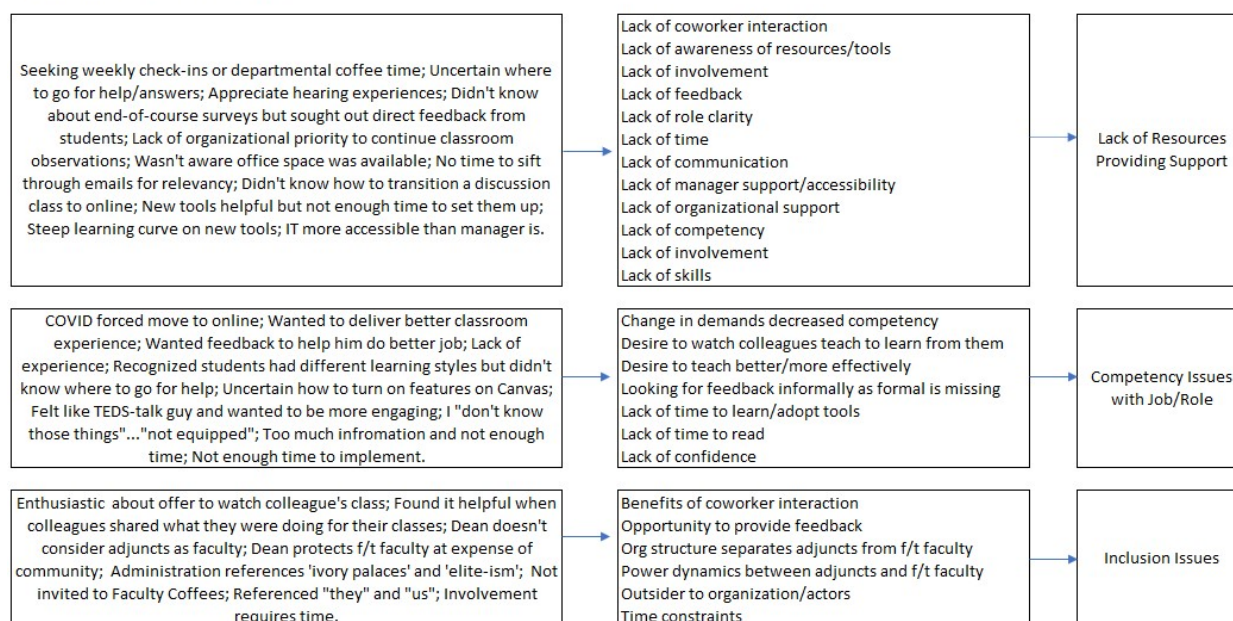 Seeking weekly check-ins or departmental coffee time; Uncertain where
to go for help/answers; Appreciate hearing experiences; Didn't know
about end-of-course surveys but sought out direct feedback from
students; Lack of organizational priority to continue classroom
observations; Wasn't aware office space was available; No time to sift
through emails for relevancy; Didn't know how to transition a discussion
class to online; New tools helpful but not enough time to set them up;
Steep learning curve on new tools; IT more accessible than manager is.
Lack of coworker interaction
Lack of awareness of resources/tools
Lack of involvement
Lack of feedback
Lack of role clarity
Lack of time
Lack of communication
Lack of manager support/accessibility
Lack of organizational support
Lack of competency
Lack of involvement
Lack of skills
Lack of Resources
Providing Support
COVID forced move to online; Wanted to deliver better classroom
experience; Wanted feedback to help him do better job; Lack of
experience; Recognized students had different learning styles but didn't
know where to go for help; Uncertain how to turn on features on Canvas;
Felt like TEDS-talk guy and wanted to be more engaging; I "don't know
those things"..."not equipped"; Too much infromation and not enough
time; Not enough time to implement.
Change in demands decreased competency
Desire to watch colleagues teach to learn from them
Desire to teach better/more effectively
Looking for feedback informally as formal is missing
Lack of time to learn/adopt tools
Lack of time to read
Lack of confidence
Competency Issues
with Job/Role
Enthusiastic about offer to watch colleague's class; Found it helpful when
colleagues shared what they were doing for their classes; Dean doesn't
consider adjuncts as faculty; Dean protects f/t faculty at expense of
community; Administration references 'ivory palaces' and 'elite-ism'; Not
invited to Faculty Coffees; Referenced "they" and "us"; Involvement
requires time.
Benefits of coworker interaction
Opportunity to provide feedback
Org structure separates adjuncts from f/t faculty
Power dynamics between adjuncts and f/t faculty
Outsider to organization/actors
Time constraints
Inclusion Issues